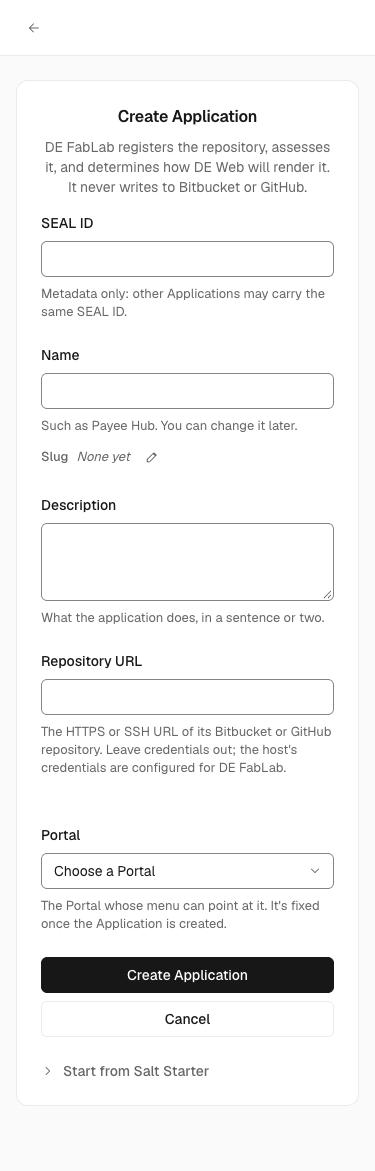 Create Application
DE FabLab registers the repository, assesses
it, and determines how DE Web will render it.
It never writes to Bitbucket or GitHub.
SEAL ID
Metadata only: other Applications may carry the
same SEAL ID.
Name
Such as Payee Hub. You can change it later.
Slug None yet
Description
What the application does, in a sentence or two.
Repository URL
The HTTPS or SSH URL of its Bitbucket or GitHub
repository. Leave credentials out; the host's
credentials are configured for DE FabLab.
Portal
Choose a Portal
The Portal whose menu can point at it. It's fixed
once the Application is created.
Create Application
Cancel
Start from Salt Starter